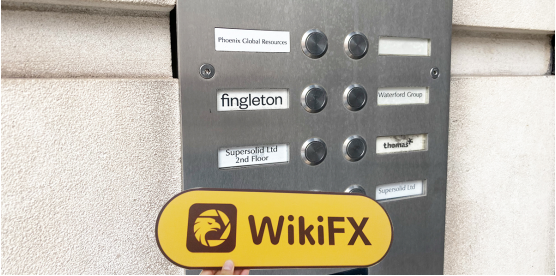 Phoenix Global Resources
fingleton
Waterford Group
Supersolid Ltd
2nd Floor
thomas
Supersolid Ltd
WikiFX